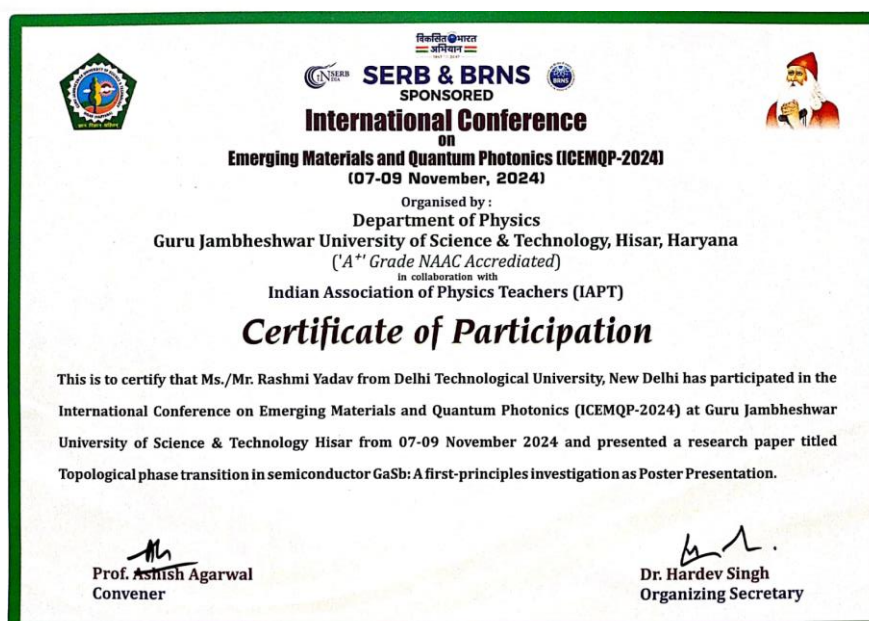 विकसित भारत
अभियान
SERB
INDIA
SERB & BRNS
BRNS
SPONSORED
International Conference
on
Emerging Materials and Quantum Photonics (ICEMQP-2024)
(07-09 November, 2024)
Organised by :
Department of Physics
Guru Jambheshwar University of Science & Technology, Hisar, Haryana
('A+' Grade NAAC Accrediated)
in collaboration with
Indian Association of Physics Teachers (IAPT)
Certificate of Participation
This is to certify that Ms./Mr. Rashmi Yadav from Delhi Technological University, New Delhi has participated in the
International Conference on Emerging Materials and Quantum Photonics (ICEMQP-2024) at Guru Jambheshwar
University of Science & Technology Hisar from 07-09 November 2024 and presented a research paper titled
Topological phase transition in semiconductor GaSb: A first-principles investigation as Poster Presentation.
Prof. Ashish Agarwal
Convener
Dr. Hardev Singh
Organizing Secretary